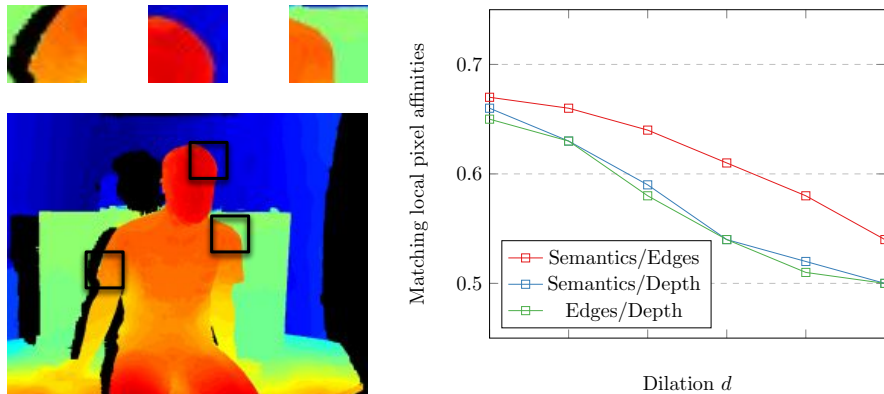 0.7
0.6
0.5
Matching local pixel affinities
Semantics/Edges
Semantics/Depth
Edges/Depth
Dilation d